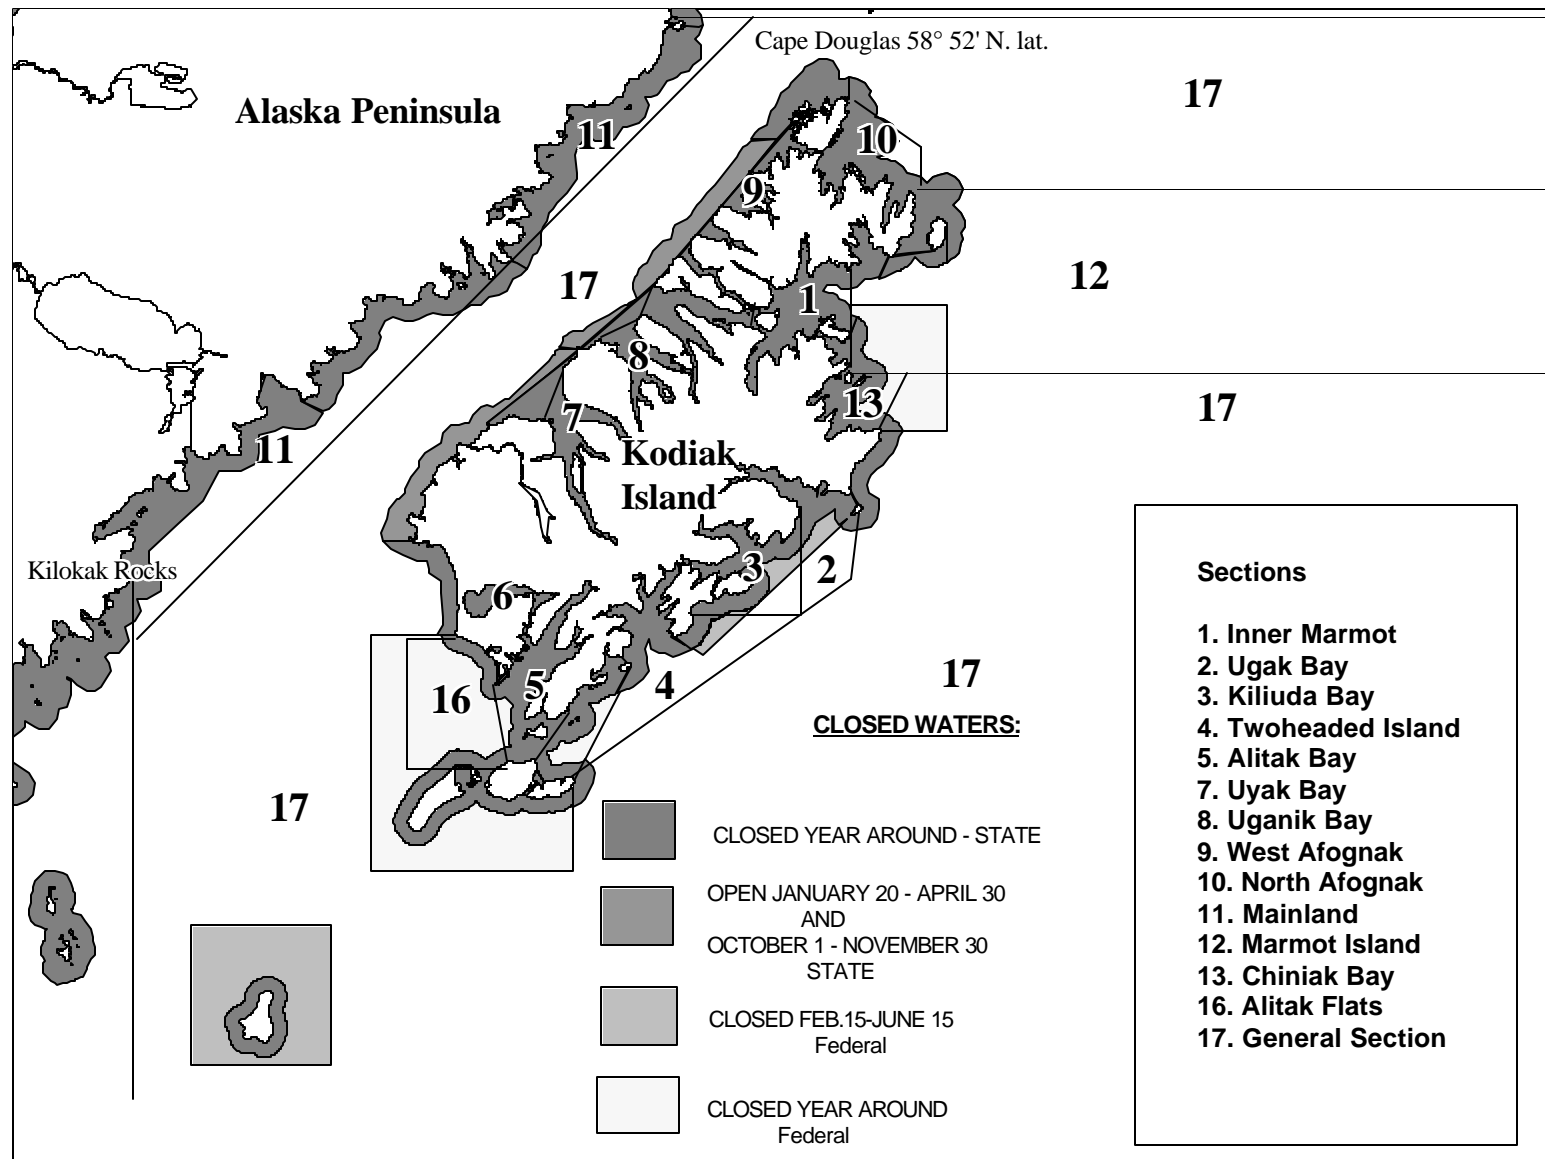 Cape Douglas 58° 52' N. lat.
17
Alaska Peninsula
11
10
9
17
12
1
8
13
17
7
11
Kodiak
Island
3
2
Kilokak Rocks
6
5
4
16
17
17
CLOSED WATERS:
CLOSED YEAR AROUND - STATE
OPEN JANUARY 20 - APRIL 30
AND
OCTOBER 1 - NOVEMBER 30
STATE
CLOSED FEB.15-JUNE 15
Federal
CLOSED YEAR AROUND
Federal
Sections
1. Inner Marmot
2. Ugak Bay
3. Kiliuda Bay
4. Twoheaded Island
5. Alitak Bay
7. Uyak Bay
8. Uganik Bay
9. West Afognak
10. North Afognak
11. Mainland
12. Marmot Island
13. Chiniak Bay
16. Alitak Flats
17. General Section